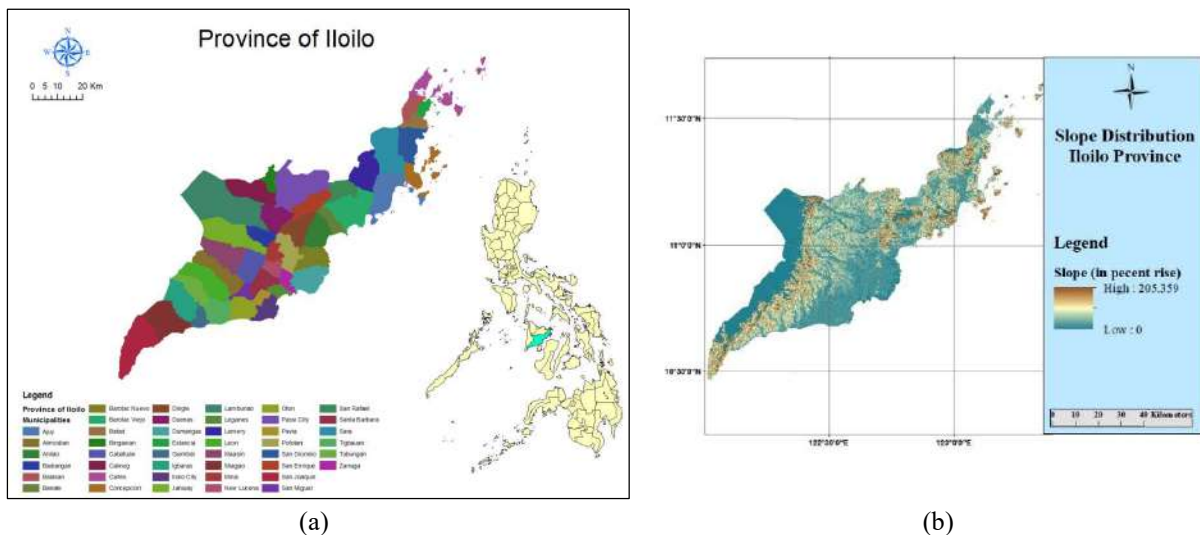 Province of Iloilo
N
W E
S
0 5 10 20 Km
Legend
Province of Iloilo
Municipalities
Ajuy
Alimodian
Anilao
Badiangan
Balasan
Banate
Barotac Nuevo
Barotac Viejo
Batad
Bingawan
Cabatuan
Calinog
Carles
Concepcion
Dingle
Duenas
Dumangas
Estancia
Guimbal
Igbaras
Iloilo City
Janiuay
Lambunao
Leganes
Lemery
Leon
Maasin
Miagao
Mina
New Lucena
Oton
Passi City
Pavia
Pototan
San Dionisio
San Enrique
San Joaquin
San Miguel
San Rafael
Santa Barbara
Sara
Tigbauan
Tubungan
Zarraga
(a)
N
Slope Distribution
Iloilo Province
Legend
Slope (in pecent rise)
High : 205.359
Low : 0
0 10 20 30 40 Kilometers
11°30'0"N
11°0'0"N
10°30'0"N
122°30'0"E
123°0'0"E
(b)